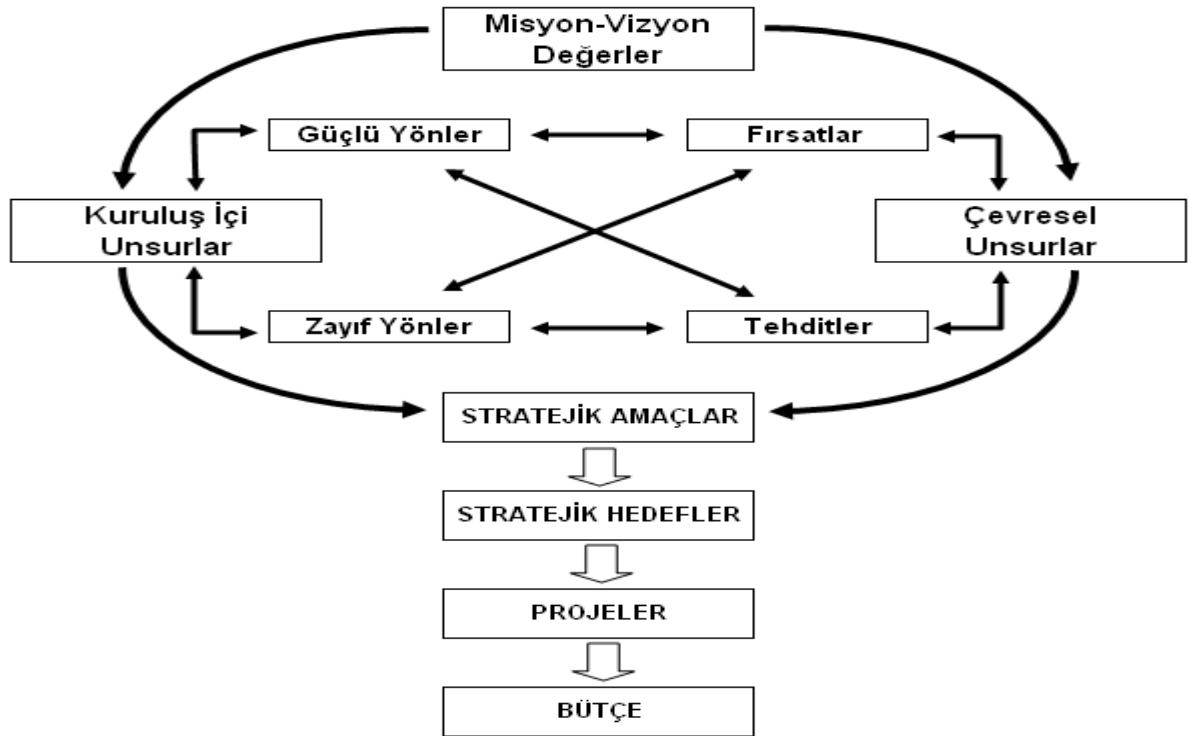 Misyon-Vizyon
Değerler
Güçlü Yönler
Fırsatlar
Kuruluş İçi
Unsurlar
Çevresel
Unsurlar
Zayıf Yönler
Tehditler
STRATEJİK AMAÇLAR
STRATEJİK HEDEFLER
PROJELER
BÜTÇE